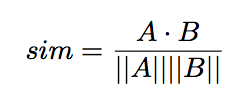 sim = A · B / ||A||||B||